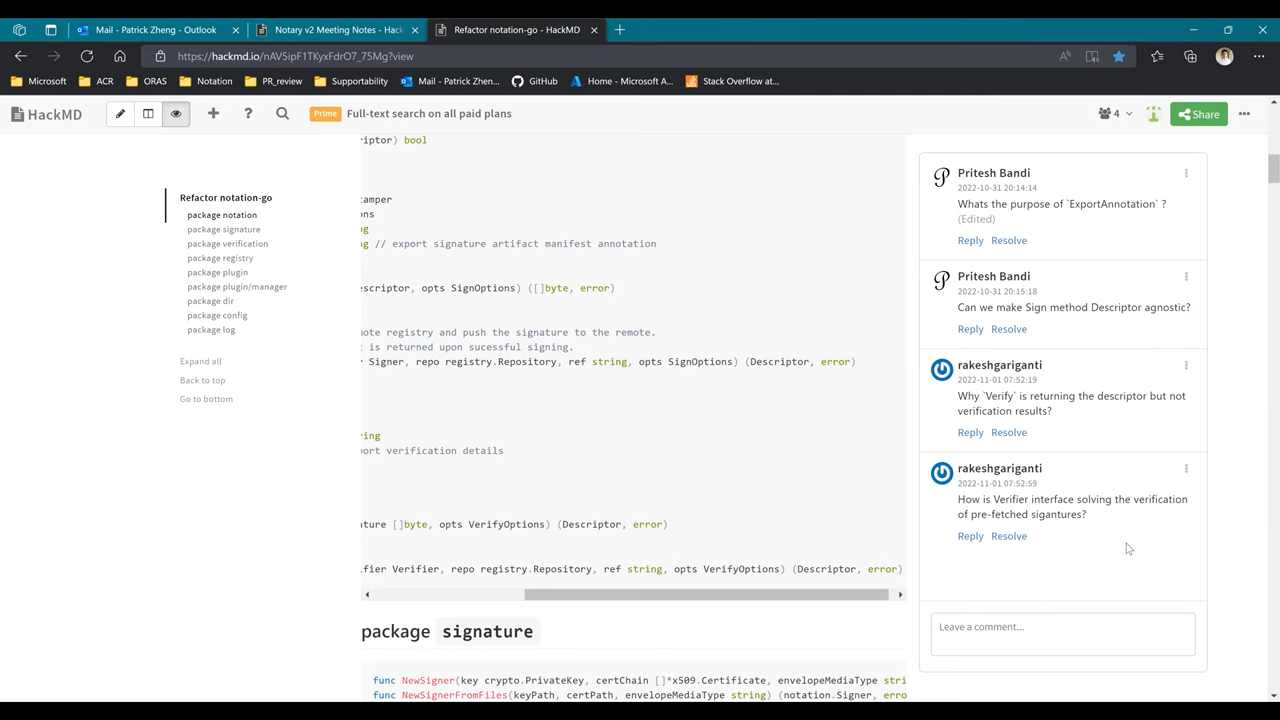 Mail - Patrick Zheng - Outlook
Notary v2 Meeting Notes - Hac
Refactor notation-go - HackMD
https://hackmd.io/nAV5ipF1TKyxFdrO7_75Mg?view
Microsoft
ACR
ORAS
Notation
PR_review
Supportability
Mail - Patrick Zhen...
GitHub
Home - Microsoft A...
Stack Overflow at...
HackMD
Prime
Full-text search on all paid plans
4
Share
Refactor notation-go
package notation
package signature
package verification
package registry
package plugin
package plugin/manager
package dir
package config
package log
Expand all
Back to top
Go to bottom
iptor) bool
tamper
ons
ng
ng // export signature artifact manifest annotation
escriptor, opts SignOptions) ([]byte, error)
mote registry and push the signature to the remote.
t is returned upon sucessful signing.
r Signer, repo registry.Repository, ref string, opts SignOptions) (Descriptor, error)
ring
port verification details
ature []byte, opts VerifyOptions) (Descriptor, error)
ifier Verifier, repo registry.Repository, ref string, opts VerifyOptions) (Descriptor, error)
package signature
func NewSigner(key crypto.PrivateKey, certChain []*x509.Certificate, envelopeMediaType stri
func NewSignerFromFiles(keyPath, certPath, envelopeMediaType string) (notation.Signer, erro
Pritesh Bandi
2022-10-31 20:14:14
Whats the purpose of `ExportAnnotation` ?
(Edited)
Reply Resolve
Pritesh Bandi
2022-10-31 20:15:18
Can we make Sign method Descriptor agnostic?
Reply Resolve
rakeshgariganti
2022-11-01 07:52:19
Why `Verify` is returning the descriptor but not
verification results?
Reply Resolve
rakeshgariganti
2022-11-01 07:52:59
How is Verifier interface solving the verification
of pre-fetched sigantures?
Reply Resolve
Leave a comment...